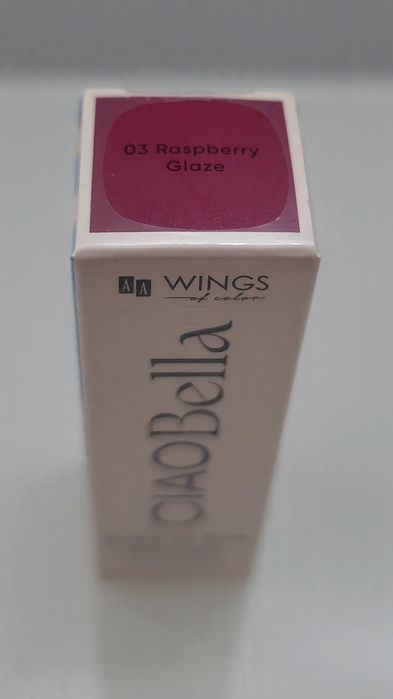 03 Raspberry
Glaze
AA WINGS
of color
CIAOBella